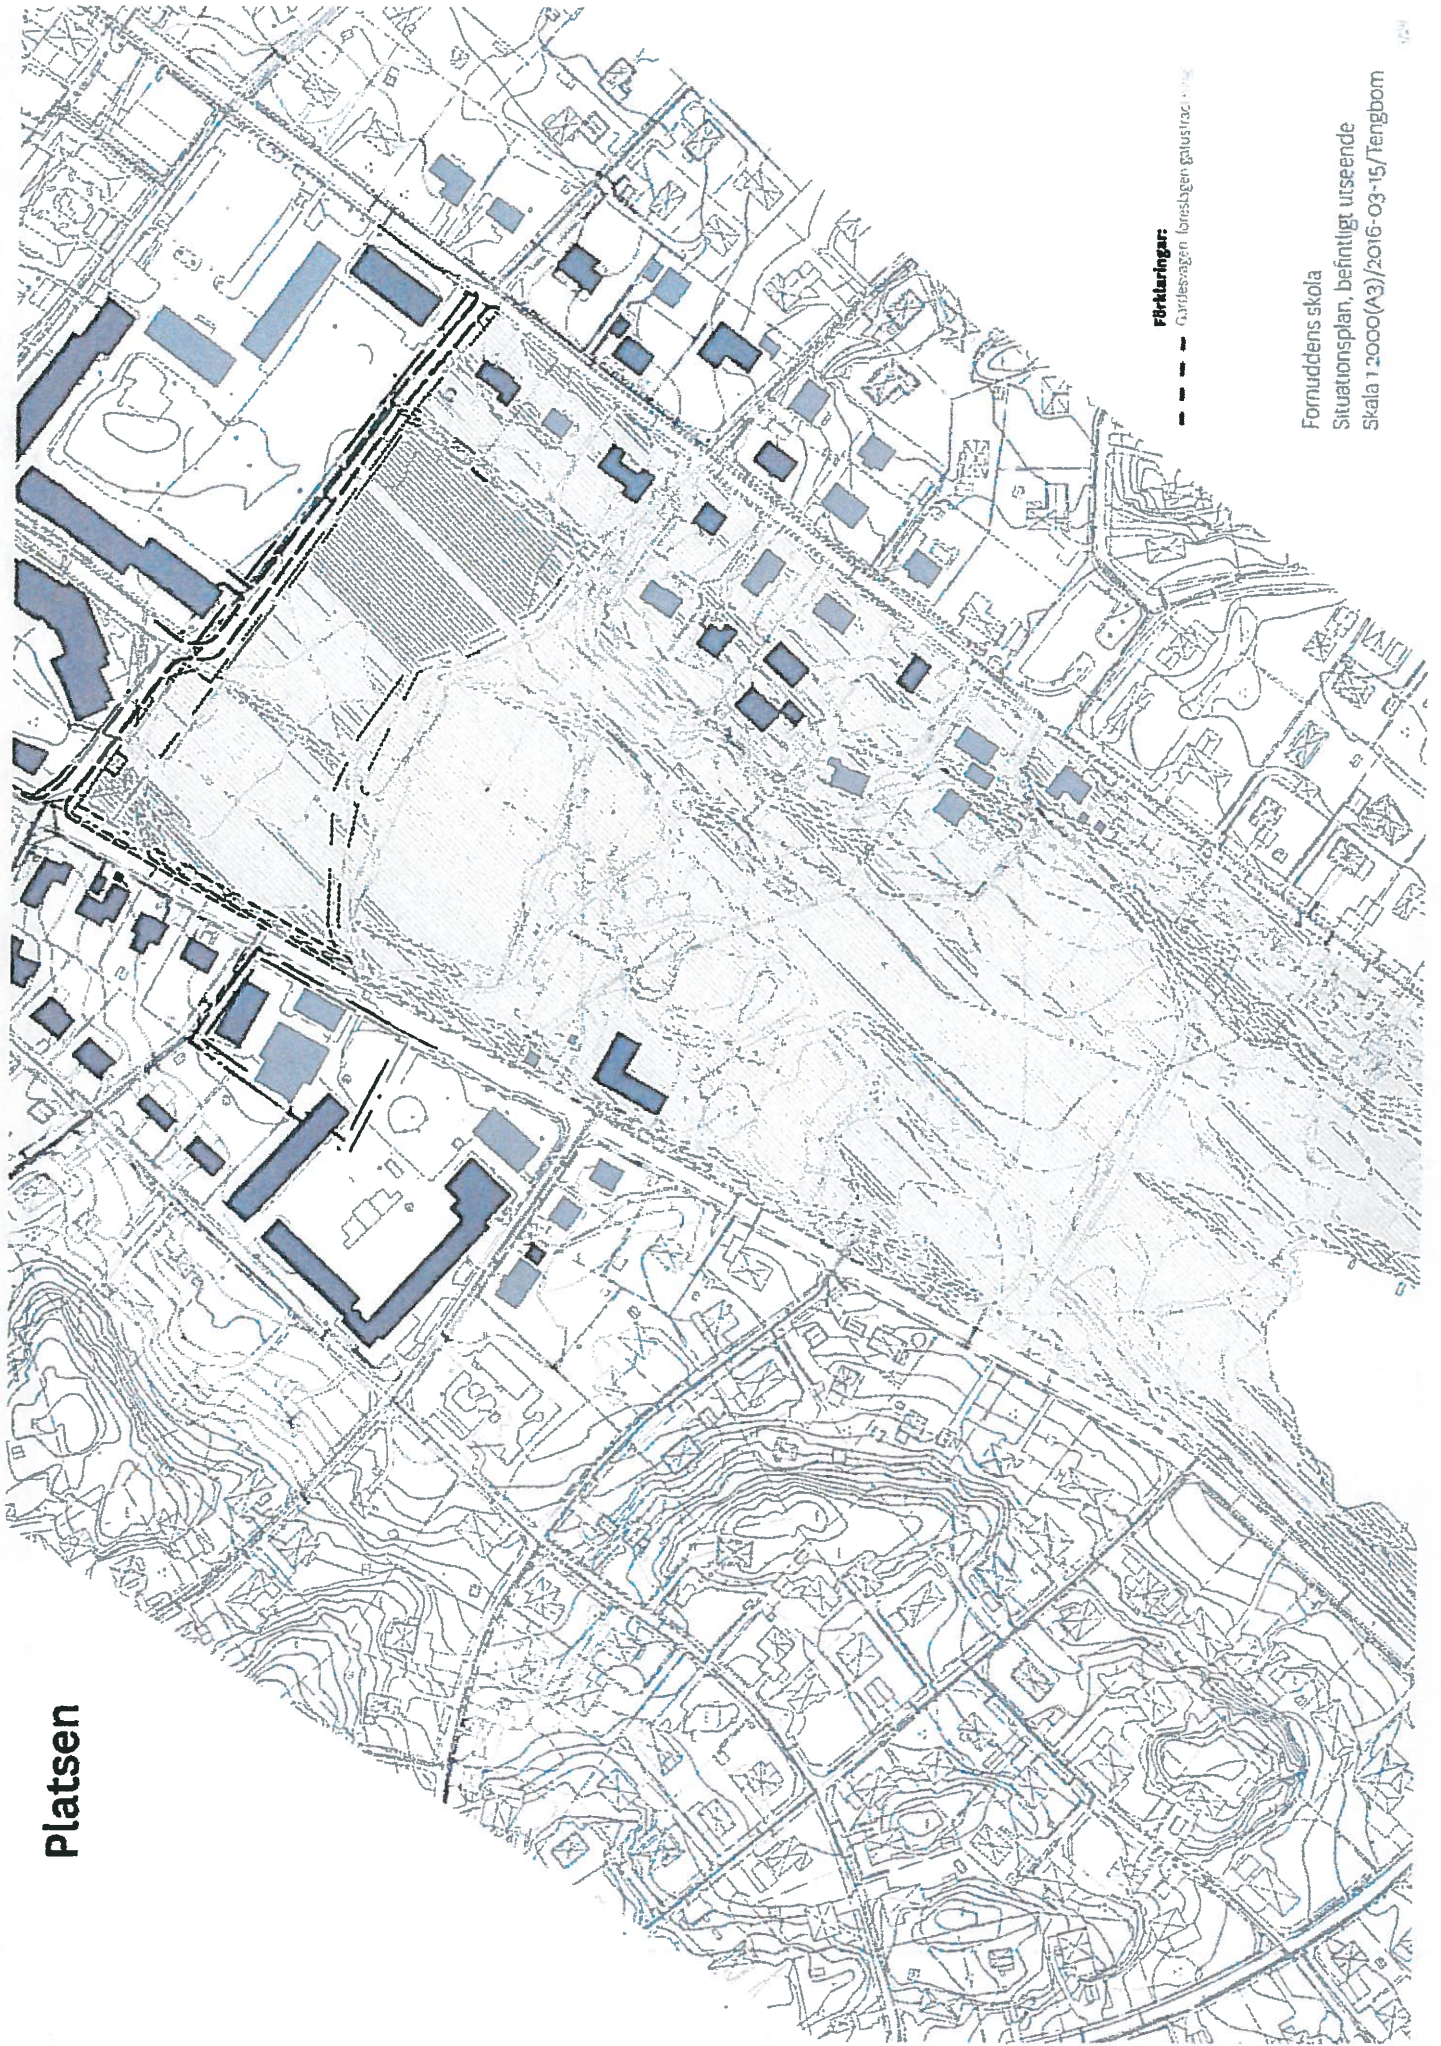 Platsen
Förklaringar:
Fornuddens skola
Situationsplan, befintligt utseende
Skala 1 2000(A3)/2016-03-15/Tengbom